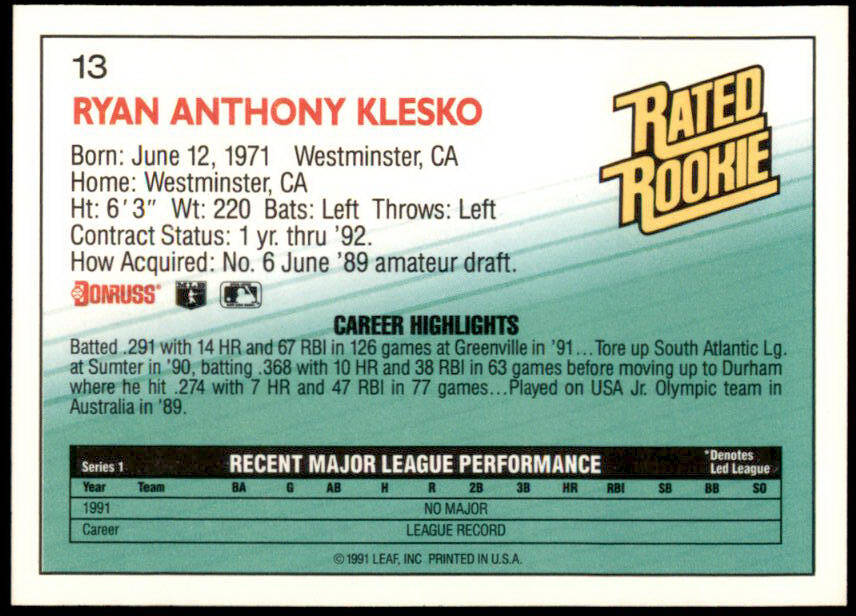 13
RYAN ANTHONY KLESKO
RATED
ROOKIE
Born: June 12, 1971 Westminster, CA
Home: Westminster, CA
Ht: 6'3" Wt: 220 Bats: Left Throws: Left
Contract Status: 1 yr. thru '92.
How Acquired: No. 6 June '89 amateur draft.
DONRUSS
CAREER HIGHLIGHTS
Batted .291 with 14 HR and 67 RBI in 126 games at Greenville in '91...Tore up South Atlantic Lg.
at Sumter in '90, batting .368 with 10 HR and 38 RBI in 63 games before moving up to Durham
where he hit .274 with 7 HR and 47 RBI in 77 games...Played on USA Jr. Olympic team in
Australia in '89.
Series 1 RECENT MAJOR LEAGUE PERFORMANCE *Denotes
Led League
Year Team BA G AB H R 2B 3B HR RBI SB BB SO
1991 NO MAJOR
Career LEAGUE RECORD
©1991 LEAF, INC PRINTED IN U.S.A.